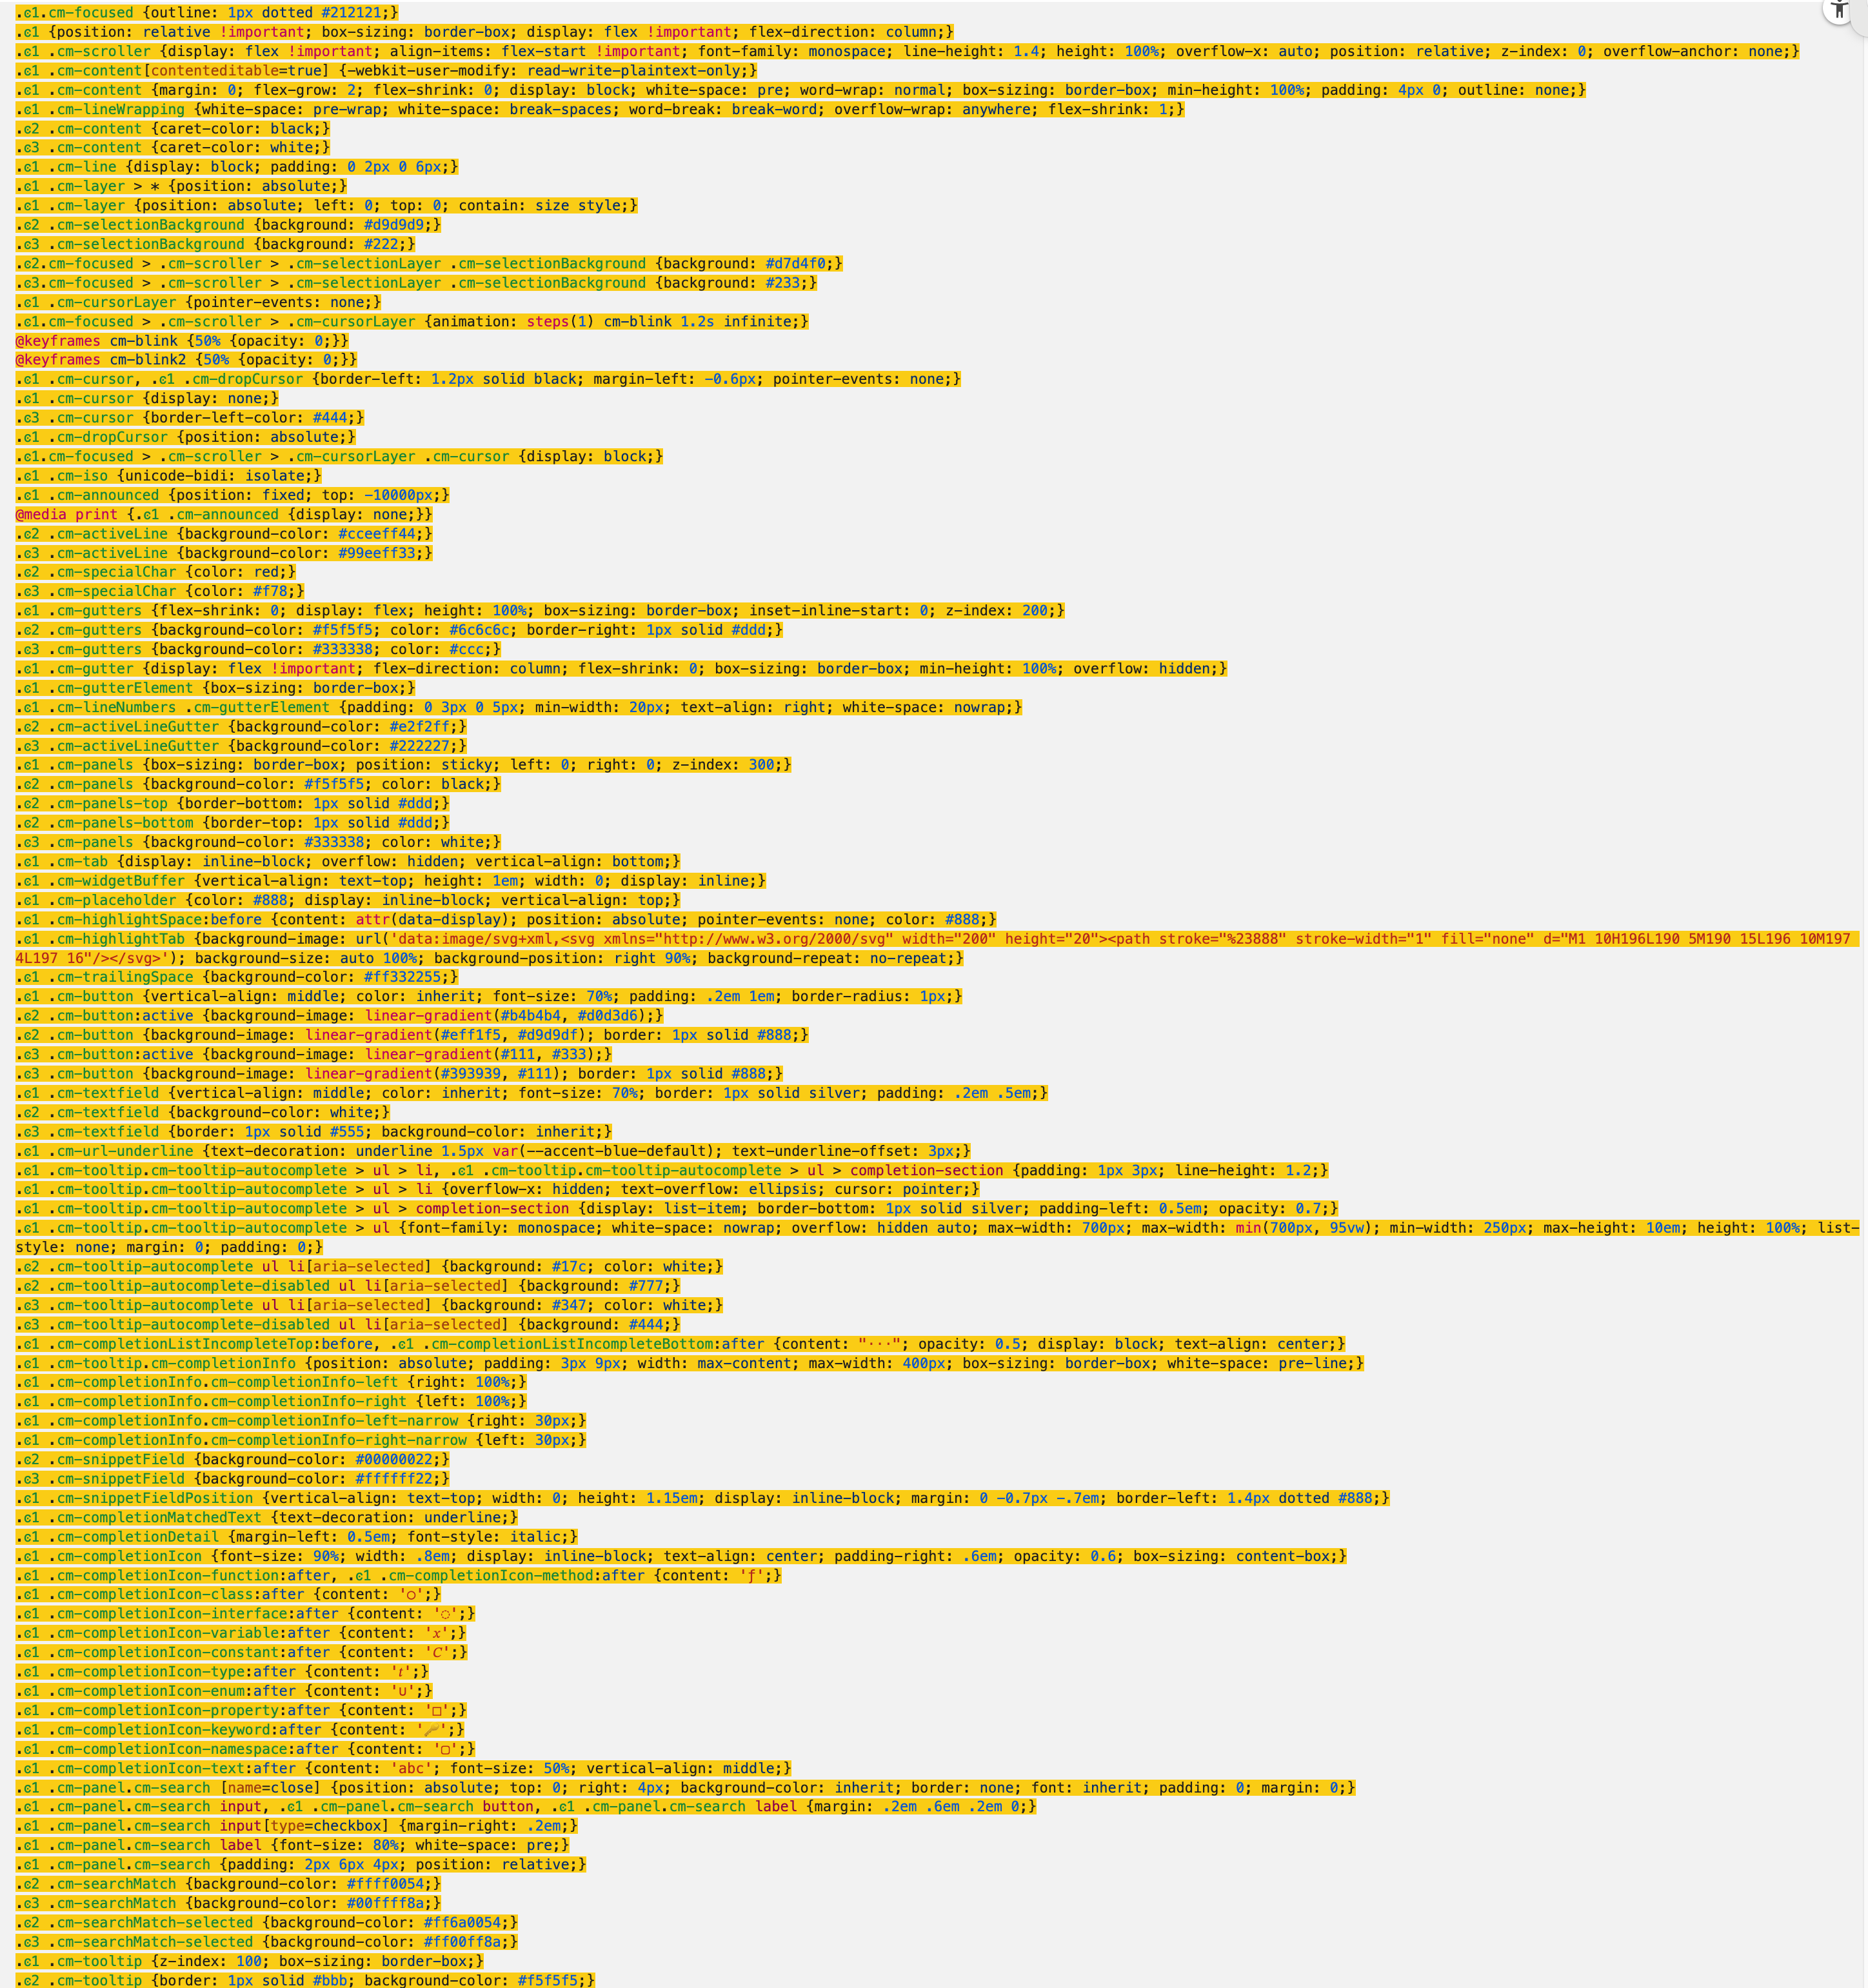 .ͼ1.cm-focused {outline: 1px dotted #212121;}
.ͼ1 {position: relative !important; box-sizing: border-box; display: flex !important; flex-direction: column;}
.ͼ1 .cm-scroller {display: flex !important; align-items: flex-start !important; font-family: monospace; line-height: 1.4; height: 100%; overflow-x: auto; position: relative; z-index: 0; overflow-anchor: none;}
.ͼ1 .cm-content[contenteditable=true] {-webkit-user-modify: read-write-plaintext-only;}
.ͼ1 .cm-content {margin: 0; flex-grow: 2; flex-shrink: 0; display: block; white-space: pre; word-wrap: normal; box-sizing: border-box; min-height: 100%; padding: 4px 0; outline: none;}
.ͼ1 .cm-lineWrapping {white-space: pre-wrap; white-space: break-spaces; word-break: break-word; overflow-wrap: anywhere; flex-shrink: 1;}
.ͼ2 .cm-content {caret-color: black;}
.ͼ3 .cm-content {caret-color: white;}
.ͼ1 .cm-line {display: block; padding: 0 2px 0 6px;}
.ͼ1 .cm-layer > * {position: absolute;}
.ͼ1 .cm-layer {position: absolute; left: 0; top: 0; contain: size style;}
.ͼ2 .cm-selectionBackground {background: #d9d9d9;}
.ͼ3 .cm-selectionBackground {background: #222;}
.ͼ2.cm-focused > .cm-scroller > .cm-selectionLayer .cm-selectionBackground {background: #d7d4f0;}
.ͼ3.cm-focused > .cm-scroller > .cm-selectionLayer .cm-selectionBackground {background: #233;}
.ͼ1 .cm-cursorLayer {pointer-events: none;}
.ͼ1.cm-focused > .cm-scroller > .cm-cursorLayer {animation: steps(1) cm-blink 1.2s infinite;}
@keyframes cm-blink {50% {opacity: 0;}}
@keyframes cm-blink2 {50% {opacity: 0;}}
.ͼ1 .cm-cursor, .ͼ1 .cm-dropCursor {border-left: 1.2px solid black; margin-left: -0.6px; pointer-events: none;}
.ͼ1 .cm-cursor {display: none;}
.ͼ3 .cm-cursor {border-left-color: #444;}
.ͼ1 .cm-dropCursor {position: absolute;}
.ͼ1.cm-focused > .cm-scroller > .cm-cursorLayer .cm-cursor {display: block;}
.ͼ1 .cm-iso {unicode-bidi: isolate;}
.ͼ1 .cm-announced {position: fixed; top: -10000px;}
@media print {.ͼ1 .cm-announced {display: none;}}
.ͼ2 .cm-activeLine {background-color: #cceeff44;}
.ͼ3 .cm-activeLine {background-color: #99eeff33;}
.ͼ2 .cm-specialChar {color: red;}
.ͼ3 .cm-specialChar {color: #f78;}
.ͼ1 .cm-gutters {flex-shrink: 0; display: flex; height: 100%; box-sizing: border-box; inset-inline-start: 0; z-index: 200;}
.ͼ2 .cm-gutters {background-color: #f5f5f5; color: #6c6c6c; border-right: 1px solid #ddd;}
.ͼ3 .cm-gutters {background-color: #333338; color: #ccc;}
.ͼ1 .cm-gutter {display: flex !important; flex-direction: column; flex-shrink: 0; box-sizing: border-box; min-height: 100%; overflow: hidden;}
.ͼ1 .cm-gutterElement {box-sizing: border-box;}
.ͼ1 .cm-lineNumbers .cm-gutterElement {padding: 0 3px 0 5px; min-width: 20px; text-align: right; white-space: nowrap;}
.ͼ2 .cm-activeLineGutter {background-color: #e2f2ff;}
.ͼ3 .cm-activeLineGutter {background-color: #222227;}
.ͼ1 .cm-panels {box-sizing: border-box; position: sticky; left: 0; right: 0; z-index: 300;}
.ͼ2 .cm-panels {background-color: #f5f5f5; color: black;}
.ͼ2 .cm-panels-top {border-bottom: 1px solid #ddd;}
.ͼ2 .cm-panels-bottom {border-top: 1px solid #ddd;}
.ͼ3 .cm-panels {background-color: #333338; color: white;}
.ͼ1 .cm-tab {display: inline-block; overflow: hidden; vertical-align: bottom;}
.ͼ1 .cm-widgetBuffer {vertical-align: text-top; height: 1em; width: 0; display: inline;}
.ͼ1 .cm-placeholder {color: #888; display: inline-block; vertical-align: top;}
.ͼ1 .cm-highlightSpace:before {content: attr(data-display); position: absolute; pointer-events: none; color: #888;}
.ͼ1 .cm-highlightTab {background-image: url('data:image/svg+xml,<svg xmlns="http://www.w3.org/2000/svg" width="200" height="20"><path stroke="%23888" stroke-width="1" fill="none" d="M1 10H196L190 5M190 15L196 10M197
4L197 16"/></svg>'); background-size: auto 100%; background-position: right 90%; background-repeat: no-repeat;}
.ͼ1 .cm-trailingSpace {background-color: #ff332255;}
.ͼ1 .cm-button {vertical-align: middle; color: inherit; font-size: 70%; padding: .2em 1em; border-radius: 1px;}
.ͼ2 .cm-button:active {background-image: linear-gradient(#b4b4b4, #d0d3d6);}
.ͼ2 .cm-button {background-image: linear-gradient(#eff1f5, #d9d9df); border: 1px solid #888;}
.ͼ3 .cm-button:active {background-image: linear-gradient(#111, #333);}
.ͼ3 .cm-button {background-image: linear-gradient(#393939, #111); border: 1px solid #888;}
.ͼ1 .cm-textfield {vertical-align: middle; color: inherit; font-size: 70%; border: 1px solid silver; padding: .2em .5em;}
.ͼ2 .cm-textfield {background-color: white;}
.ͼ3 .cm-textfield {border: 1px solid #555; background-color: inherit;}
.ͼ1 .cm-url-underline {text-decoration: underline 1.5px var(--accent-blue-default); text-underline-offset: 3px;}
.ͼ1 .cm-tooltip.cm-tooltip-autocomplete > ul > li, .ͼ1 .cm-tooltip.cm-tooltip-autocomplete > ul > completion-section {padding: 1px 3px; line-height: 1.2;}
.ͼ1 .cm-tooltip.cm-tooltip-autocomplete > ul > li {overflow-x: hidden; text-overflow: ellipsis; cursor: pointer;}
.ͼ1 .cm-tooltip.cm-tooltip-autocomplete > ul > completion-section {display: list-item; border-bottom: 1px solid silver; padding-left: 0.5em; opacity: 0.7;}
.ͼ1 .cm-tooltip.cm-tooltip-autocomplete > ul {font-family: monospace; white-space: nowrap; overflow: hidden auto; max-width: 700px; max-width: min(700px, 95vw); min-width: 250px; max-height: 10em; height: 100%; list-
style: none; margin: 0; padding: 0;}
.ͼ2 .cm-tooltip-autocomplete ul li[aria-selected] {background: #17c; color: white;}
.ͼ2 .cm-tooltip-autocomplete-disabled ul li[aria-selected] {background: #777;}
.ͼ3 .cm-tooltip-autocomplete ul li[aria-selected] {background: #347; color: white;}
.ͼ3 .cm-tooltip-autocomplete-disabled ul li[aria-selected] {background: #444;}
.ͼ1 .cm-completionListIncompleteTop:before, .ͼ1 .cm-completionListIncompleteBottom:after {content: "···"; opacity: 0.5; display: block; text-align: center;}
.ͼ1 .cm-tooltip.cm-completionInfo {position: absolute; padding: 3px 9px; width: max-content; max-width: 400px; box-sizing: border-box; white-space: pre-line;}
.ͼ1 .cm-completionInfo.cm-completionInfo-left {right: 100%;}
.ͼ1 .cm-completionInfo.cm-completionInfo-right {left: 100%;}
.ͼ1 .cm-completionInfo.cm-completionInfo-left-narrow {right: 30px;}
.ͼ1 .cm-completionInfo.cm-completionInfo-right-narrow {left: 30px;}
.ͼ2 .cm-snippetField {background-color: #00000022;}
.ͼ3 .cm-snippetField {background-color: #ffffff22;}
.ͼ1 .cm-snippetFieldPosition {vertical-align: text-top; width: 0; height: 1.15em; display: inline-block; margin: 0 -0.7px -.7em; border-left: 1.4px dotted #888;}
.ͼ1 .cm-completionMatchedText {text-decoration: underline;}
.ͼ1 .cm-completionDetail {margin-left: 0.5em; font-style: italic;}
.ͼ1 .cm-completionIcon {font-size: 90%; width: .8em; display: inline-block; text-align: center; padding-right: .6em; opacity: 0.6; box-sizing: content-box;}
.ͼ1 .cm-completionIcon-function:after, .ͼ1 .cm-completionIcon-method:after {content: 'ƒ';}
.ͼ1 .cm-completionIcon-class:after {content: '○';}
.ͼ1 .cm-completionIcon-interface:after {content: '◌';}
.ͼ1 .cm-completionIcon-variable:after {content: '𝑥';}
.ͼ1 .cm-completionIcon-constant:after {content: '𝐶';}
.ͼ1 .cm-completionIcon-type:after {content: '𝑡';}
.ͼ1 .cm-completionIcon-enum:after {content: '∪';}
.ͼ1 .cm-completionIcon-property:after {content: '□';}
.ͼ1 .cm-completionIcon-keyword:after {content: '🔑';}
.ͼ1 .cm-completionIcon-namespace:after {content: '▢';}
.ͼ1 .cm-completionIcon-text:after {content: 'abc'; font-size: 50%; vertical-align: middle;}
.ͼ1 .cm-panel.cm-search [name=close] {position: absolute; top: 0; right: 4px; background-color: inherit; border: none; font: inherit; padding: 0; margin: 0;}
.ͼ1 .cm-panel.cm-search input, .ͼ1 .cm-panel.cm-search button, .ͼ1 .cm-panel.cm-search label {margin: .2em .6em .2em 0;}
.ͼ1 .cm-panel.cm-search input[type=checkbox] {margin-right: .2em;}
.ͼ1 .cm-panel.cm-search label {font-size: 80%; white-space: pre;}
.ͼ1 .cm-panel.cm-search {padding: 2px 6px 4px; position: relative;}
.ͼ2 .cm-searchMatch {background-color: #ffff0054;}
.ͼ3 .cm-searchMatch {background-color: #00ffff8a;}
.ͼ2 .cm-searchMatch-selected {background-color: #ff6a0054;}
.ͼ3 .cm-searchMatch-selected {background-color: #ff00ff8a;}
.ͼ1 .cm-tooltip {z-index: 100; box-sizing: border-box;}
.ͼ2 .cm-tooltip {border: 1px solid #bbb; background-color: #f5f5f5;}